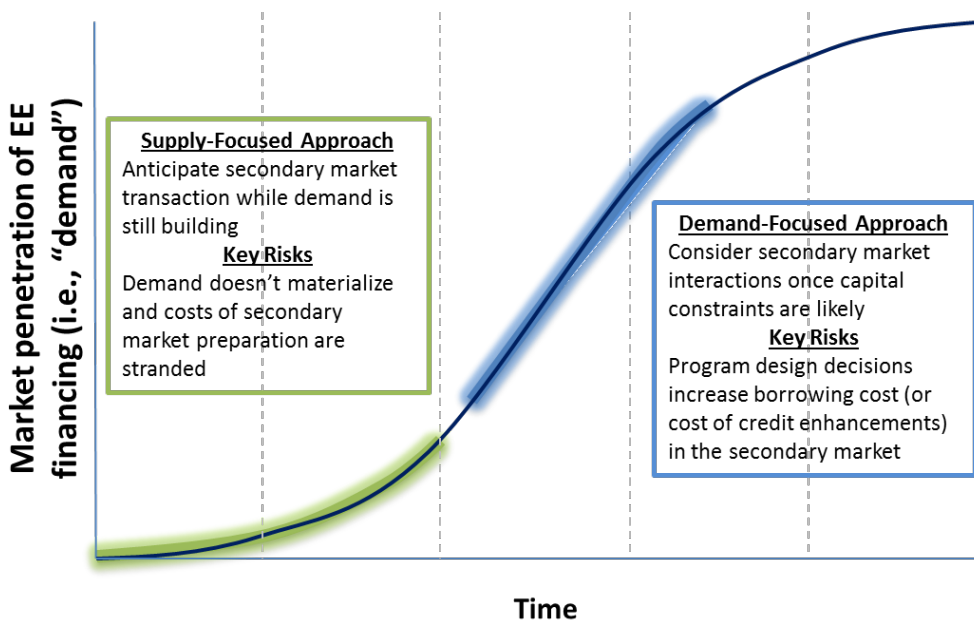 Market penetration of EE
financing (i.e., “demand”)
Supply-Focused Approach
Anticipate secondary market
transaction while demand is
still building
Key Risks
Demand doesn’t materialize
and costs of secondary
market preparation are
stranded
Demand-Focused Approach
Consider secondary market
interactions once capital
constraints are likely
Key Risks
Program design decisions
increase borrowing cost (or
cost of credit enhancements)
in the secondary market
Time